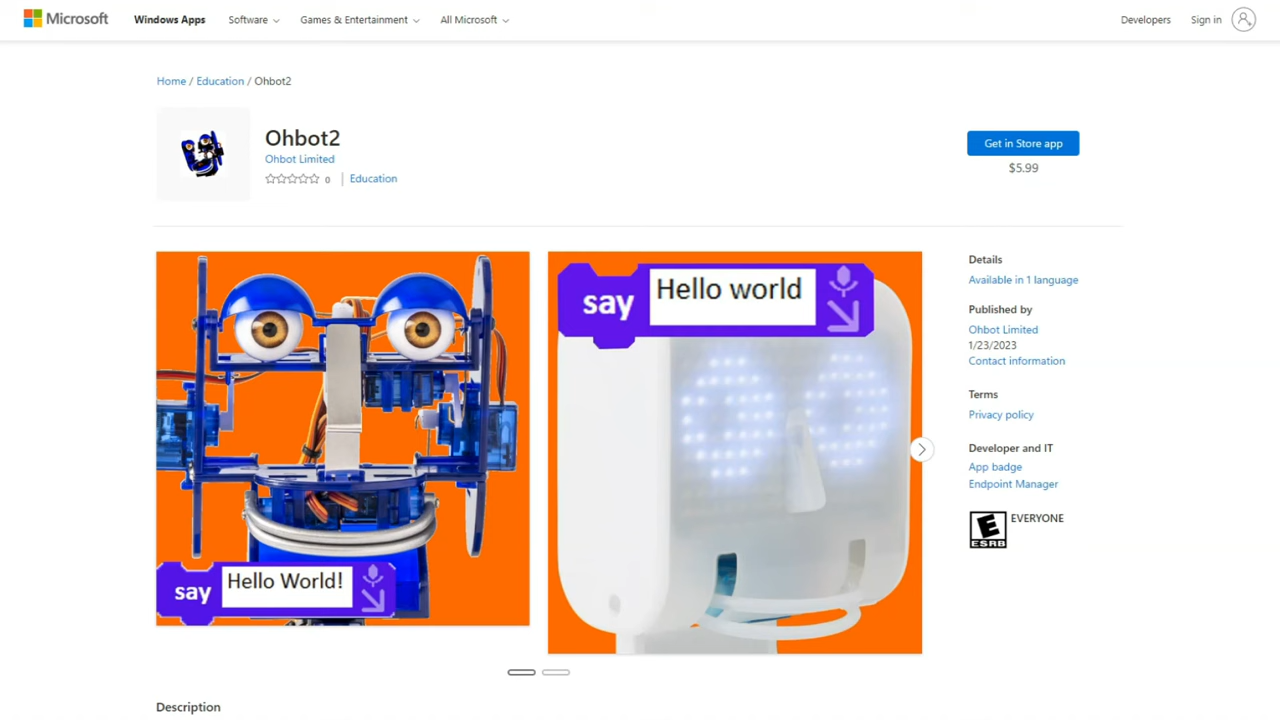 Microsoft
Windows Apps
Software
Games & Entertainment
All Microsoft
Developers
Sign in
Home / Education / Ohbot2
Ohbot2
Ohbot Limited
0
Education
Get in Store app
$5.99
say Hello World!
say Hello world
Details
Available in 1 language
Published by
Ohbot Limited
1/23/2023
Contact information
Terms
Privacy policy
Developer and IT
App badge
Endpoint Manager
E
ESRB
EVERYONE
Description